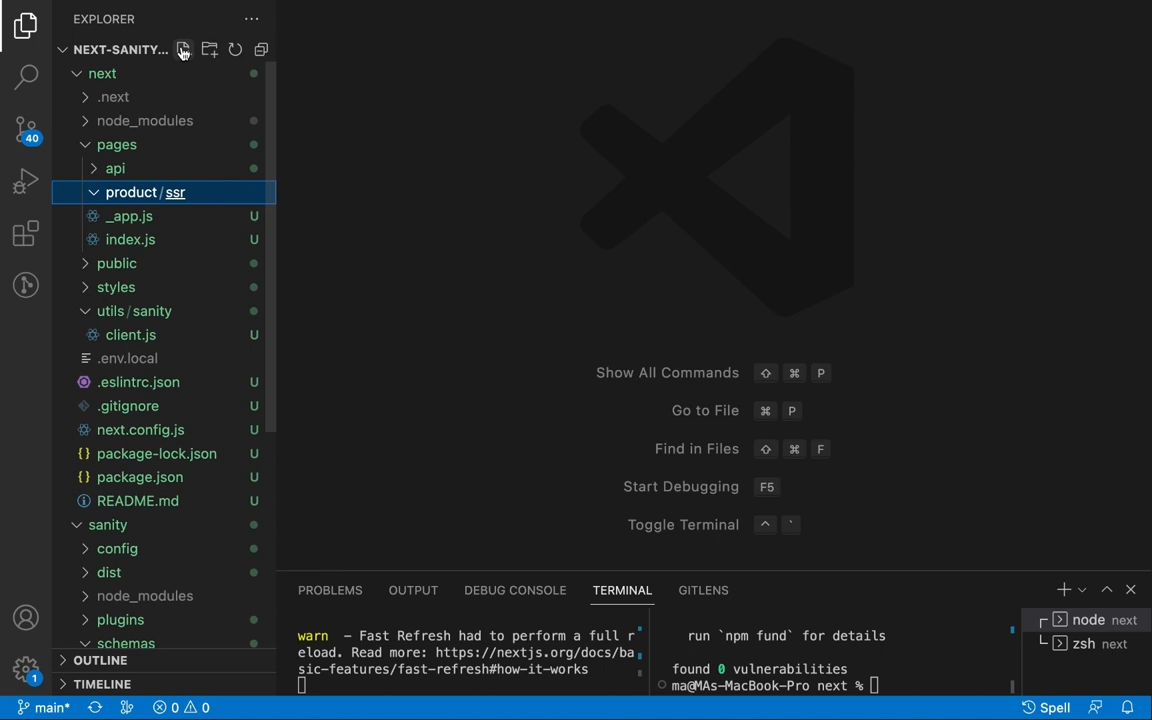 EXPLORER
NEXT-SANITY...
next
.next
node_modules
pages
api
product/ssr
_app.js U
index.js U
public
styles
utils/sanity
client.js U
.env.local
.eslintrc.json U
.gitignore U
next.config.js U
package-lock.json U
package.json U
README.md U
sanity
config
dist
node_modules
plugins
schemas
OUTLINE
TIMELINE
40
1
Show All Commands ⇧ ⌘ P
Go to File ⌘ P
Find in Files ⇧ ⌘ F
Start Debugging F5
Toggle Terminal ^ `
PROBLEMS OUTPUT DEBUG CONSOLE TERMINAL GITLENS
warn - Fast Refresh had to perform a full r
eload. Read more: https://nextjs.org/docs/ba
sic-features/fast-refresh#how-it-works
run `npm fund` for details
found 0 vulnerabilities
ma@MAs-MacBook-Pro next %
node next
zsh next
main* 0 0 Spell